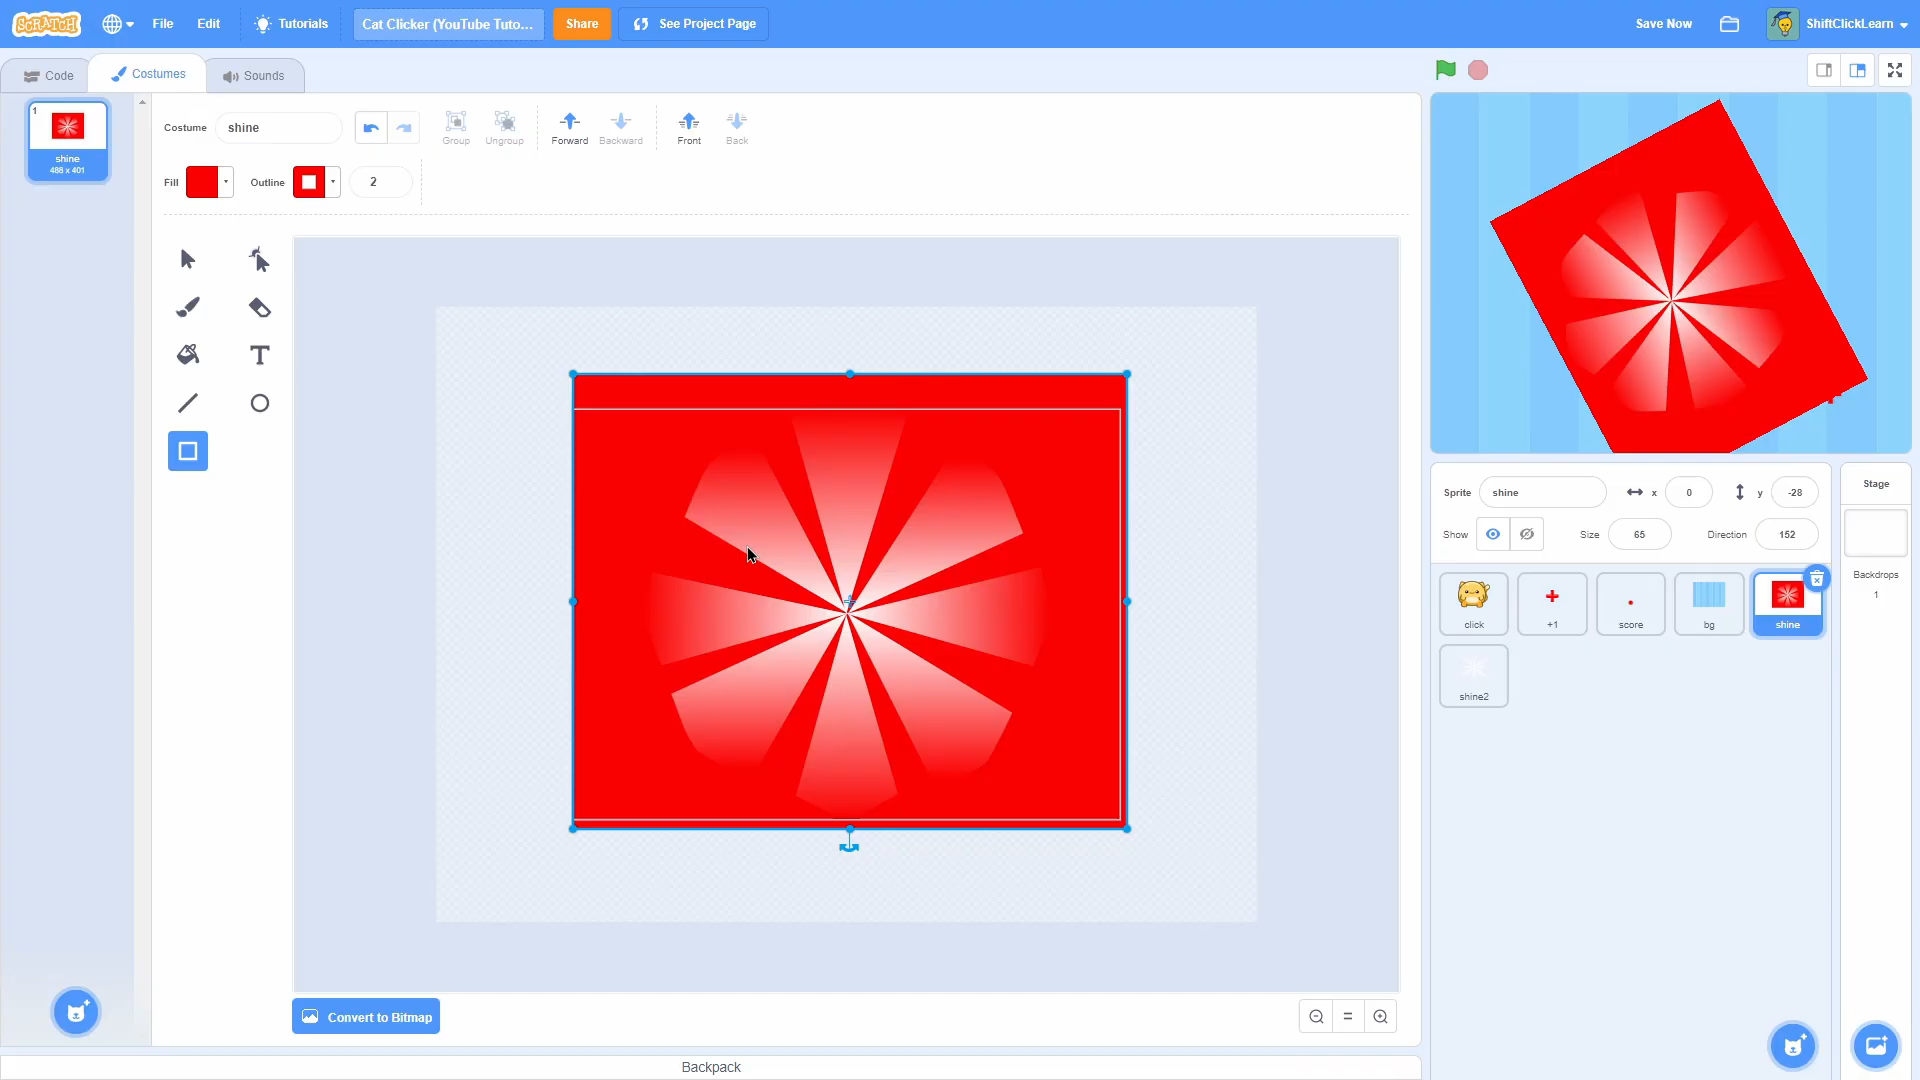 SCRATCH
File
Edit
Tutorials
Cat Clicker (YouTube Tuto...
Share
See Project Page
Save Now
ShiftClickLearn
Code
Costumes
Sounds
1
shine
488 x 401
Costume
shine
Group
Ungroup
Forward
Backward
Front
Back
Fill
Outline
2
T
Convert to Bitmap
Backpack
Sprite
shine
x
0
y
-28
Show
Size
65
Direction
152
Stage
Backdrops
1
click
+1
score
bg
shine
shine2